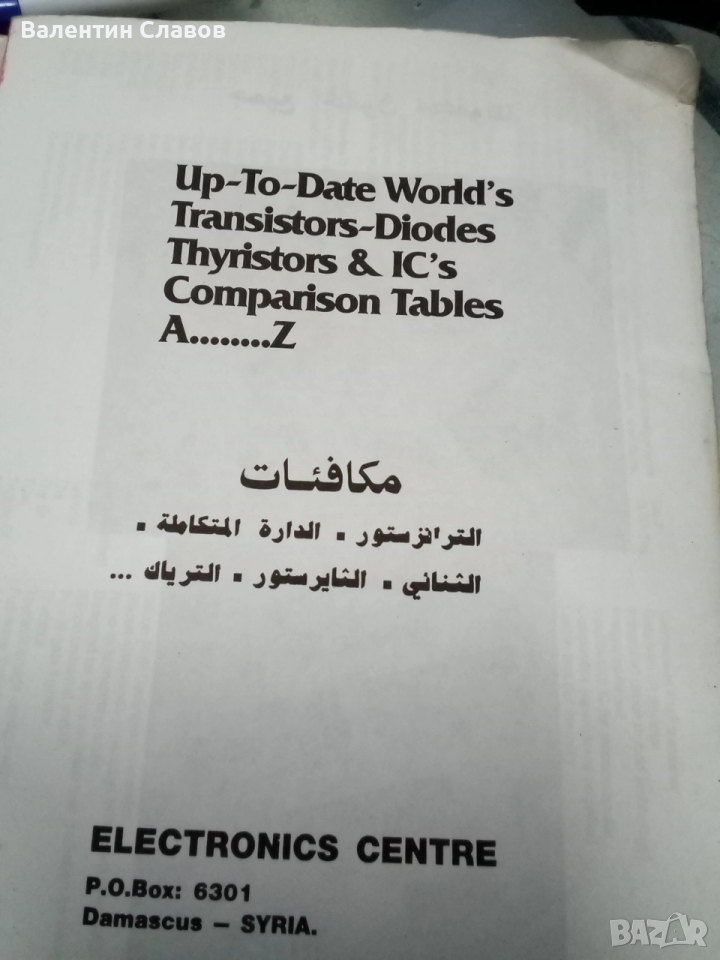 Валентин Славов
Up-To-Date World's
Transistors-Diodes
Thyristors & IC's
Comparison Tables
A........Z
مكافئات
الترانزستور . الدارة المتكاملة .
الثنائي . الثايرستور . الترياك ...
ELECTRONICS CENTRE
P.O.Box: 6301
Damascus – SYRIA.
BAZAR